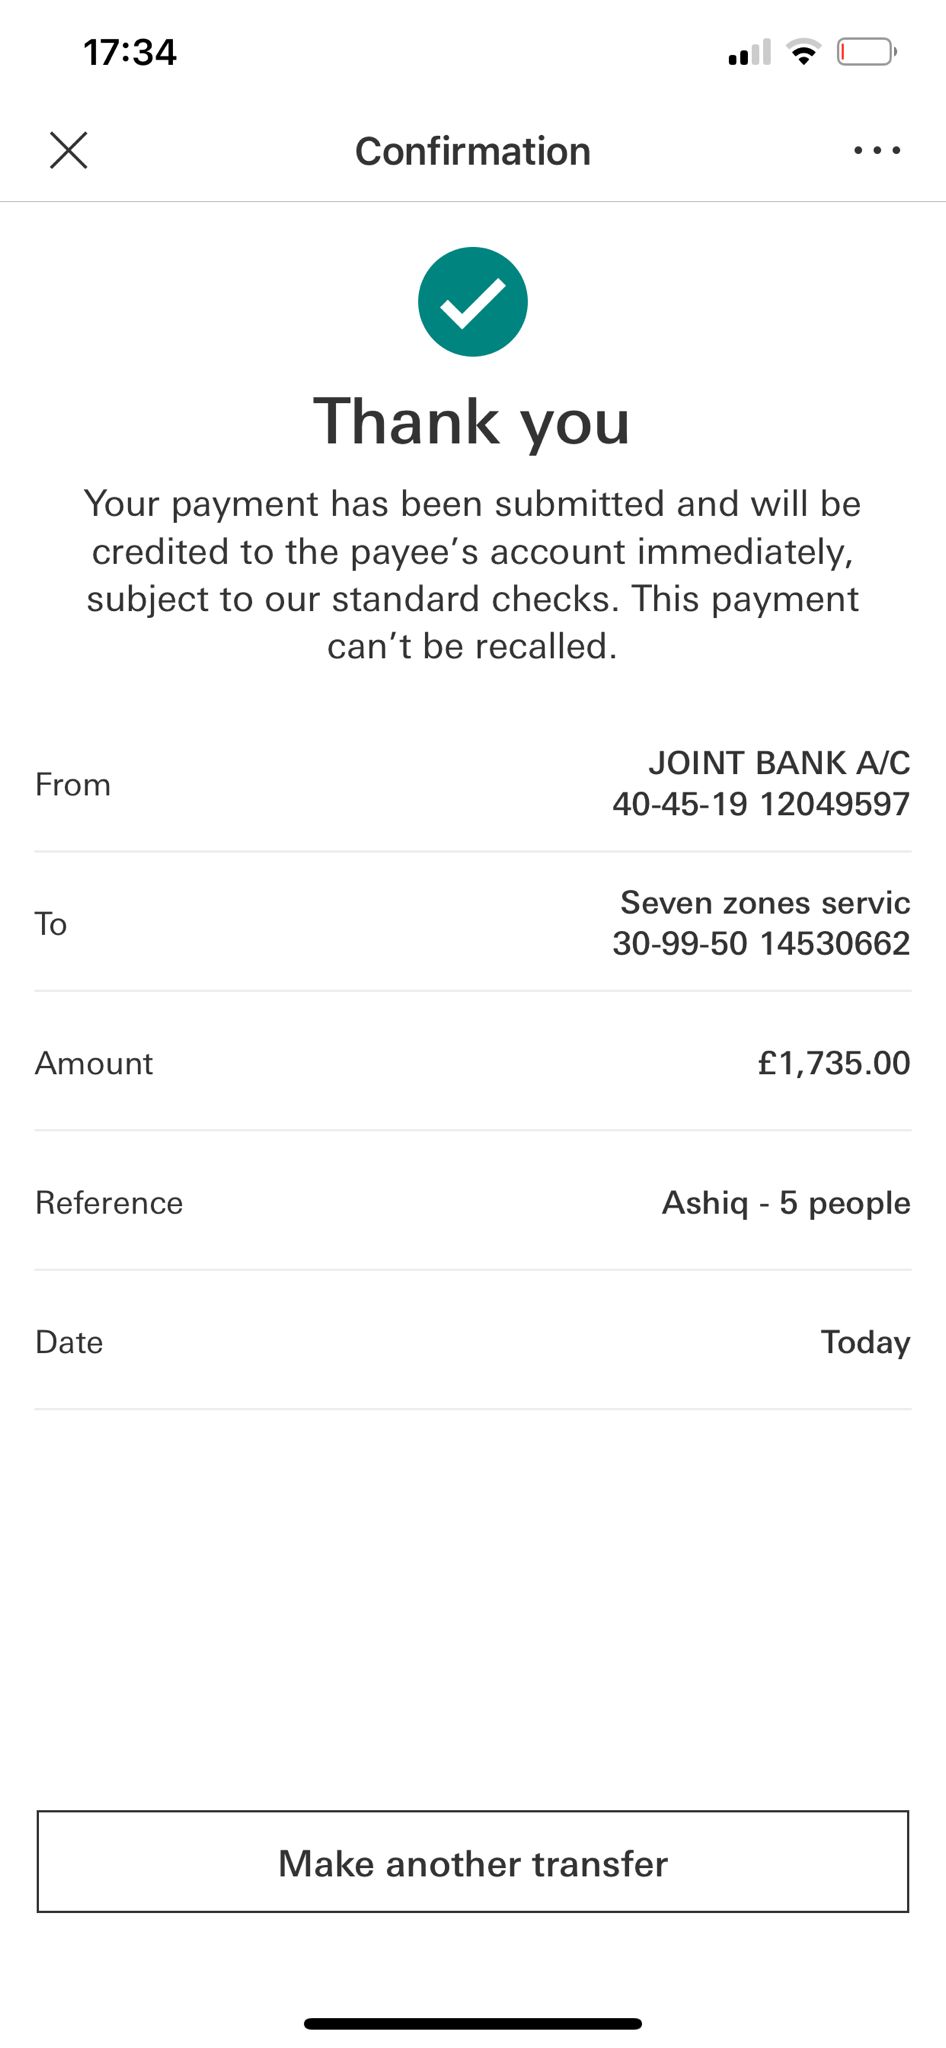 17:34
Confirmation
Thank you
Your payment has been submitted and will be
credited to the payee’s account immediately,
subject to our standard checks. This payment
can’t be recalled.
From
JOINT BANK A/C
40-45-19 12049597
To
Seven zones servic
30-99-50 14530662
Amount
£1,735.00
Reference
Ashiq - 5 people
Date
Today
Make another transfer